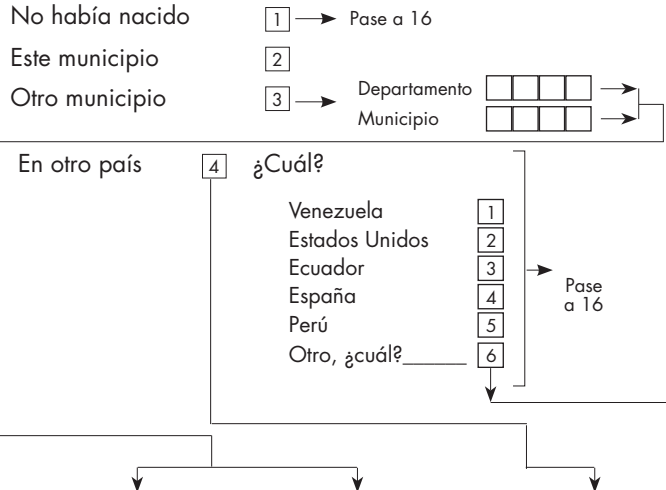 No había nacido 1 Pase a 16
Este municipio 2
Otro municipio 3 Departamento
Municipio
En otro país 4 ¿Cuál?
Venezuela 1
Estados Unidos 2
Ecuador 3
España 4
Perú 5
Otro, ¿cuál?_______ 6
Pase
a 16